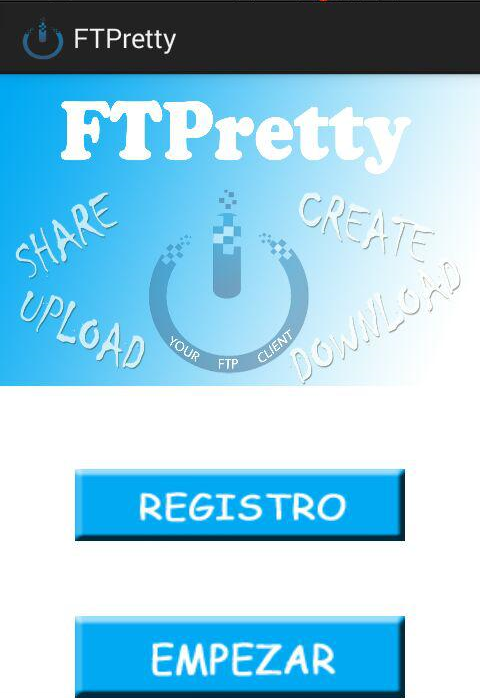 FTPretty
FTPretty
SHARE
CREATE
UPLOAD
DOWNLOAD
YOUR FTP CLIENT
REGISTRO
EMPEZAR